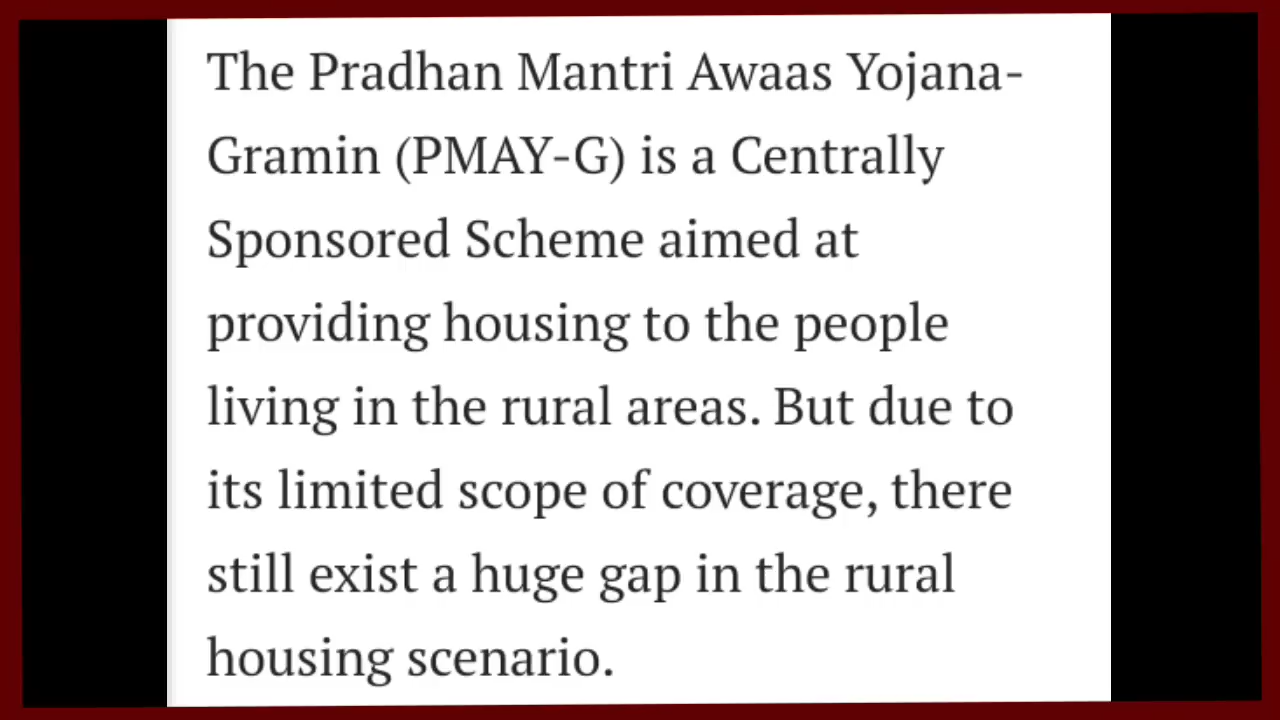 The Pradhan Mantri Awaas Yojana-
Gramin (PMAY-G) is a Centrally
Sponsored Scheme aimed at
providing housing to the people
living in the rural areas. But due to
its limited scope of coverage, there
still exist a huge gap in the rural
housing scenario.